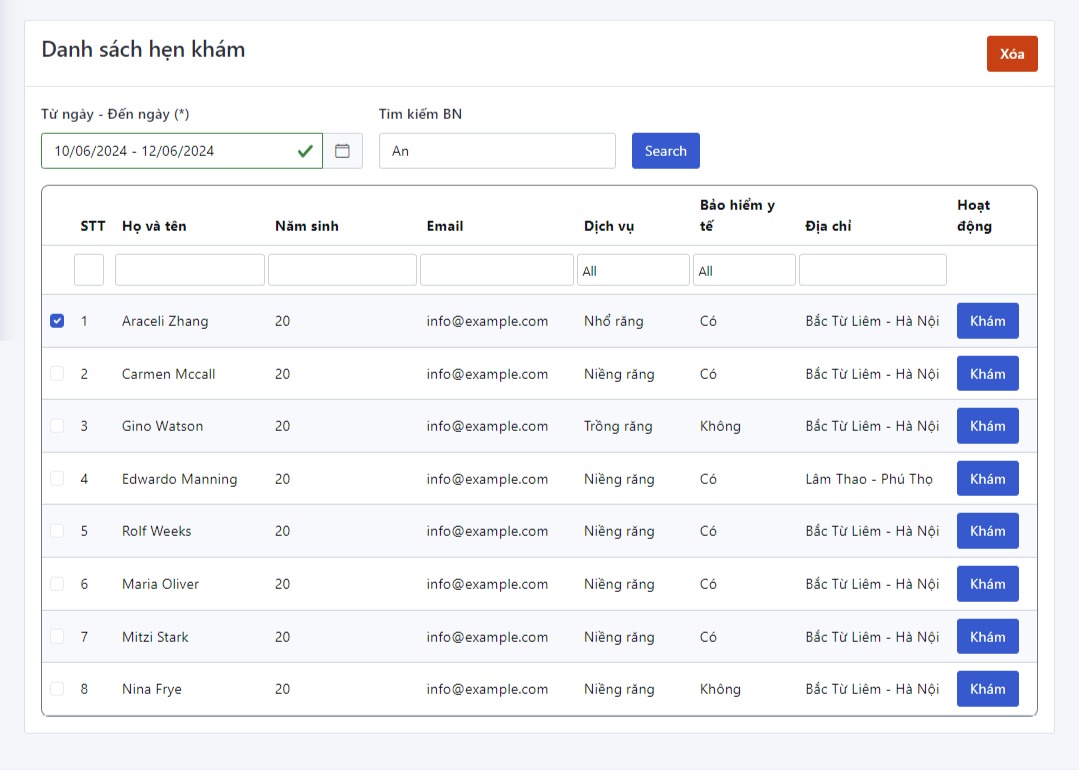 Danh sách hẹn khám
Xóa
Từ ngày - Đến ngày (*)
Tìm kiếm BN
10/06/2024 - 12/06/2024
An
Search
STT Họ và tên Năm sinh Email Dịch vụ Bảo hiểm y tế Địa chỉ Hoạt động
All All
1 Araceli Zhang 20 info@example.com Nhổ răng Có Bắc Từ Liêm - Hà Nội Khám
2 Carmen Mccall 20 info@example.com Niềng răng Có Bắc Từ Liêm - Hà Nội Khám
3 Gino Watson 20 info@example.com Trồng răng Không Bắc Từ Liêm - Hà Nội Khám
4 Edwardo Manning 20 info@example.com Niềng răng Có Lâm Thao - Phú Thọ Khám
5 Rolf Weeks 20 info@example.com Niềng răng Có Bắc Từ Liêm - Hà Nội Khám
6 Maria Oliver 20 info@example.com Niềng răng Có Bắc Từ Liêm - Hà Nội Khám
7 Mitzi Stark 20 info@example.com Niềng răng Có Bắc Từ Liêm - Hà Nội Khám
8 Nina Frye 20 info@example.com Niềng răng Không Bắc Từ Liêm - Hà Nội Khám